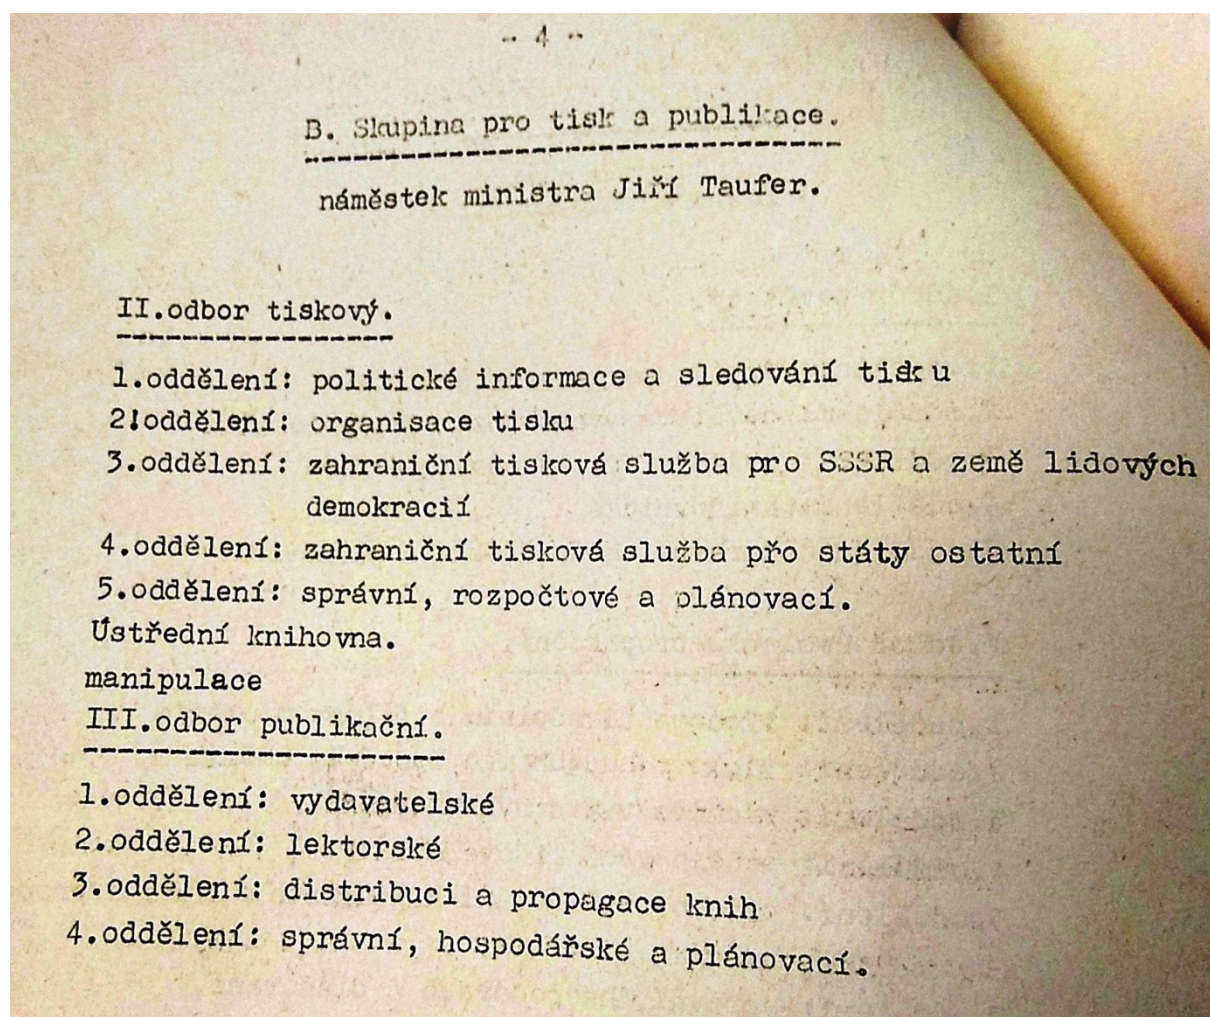 -- 4 --
B. Skupina pro tisk a publikace.
náměstek ministra Jiří Taufer.
II.odbor tiskový.
1.oddělení: politické informace a sledování tisku
2!oddělení: organisace tisku
3.oddělení: zahraniční tisková služba pro SSSR a země lidových
demokracií
4.oddělení: zahraniční tisková služba přo státy ostatní
5.oddělení: správní, rozpočtové a plánovací.
Ústřední knihovna.
manipulace
III.odbor publikační.
1.oddělení: vydavatelské
2.oddělení: lektorské
3.oddělení: distribuci a propagace knih
4.oddělení: správní, hospodářské a plánovací.